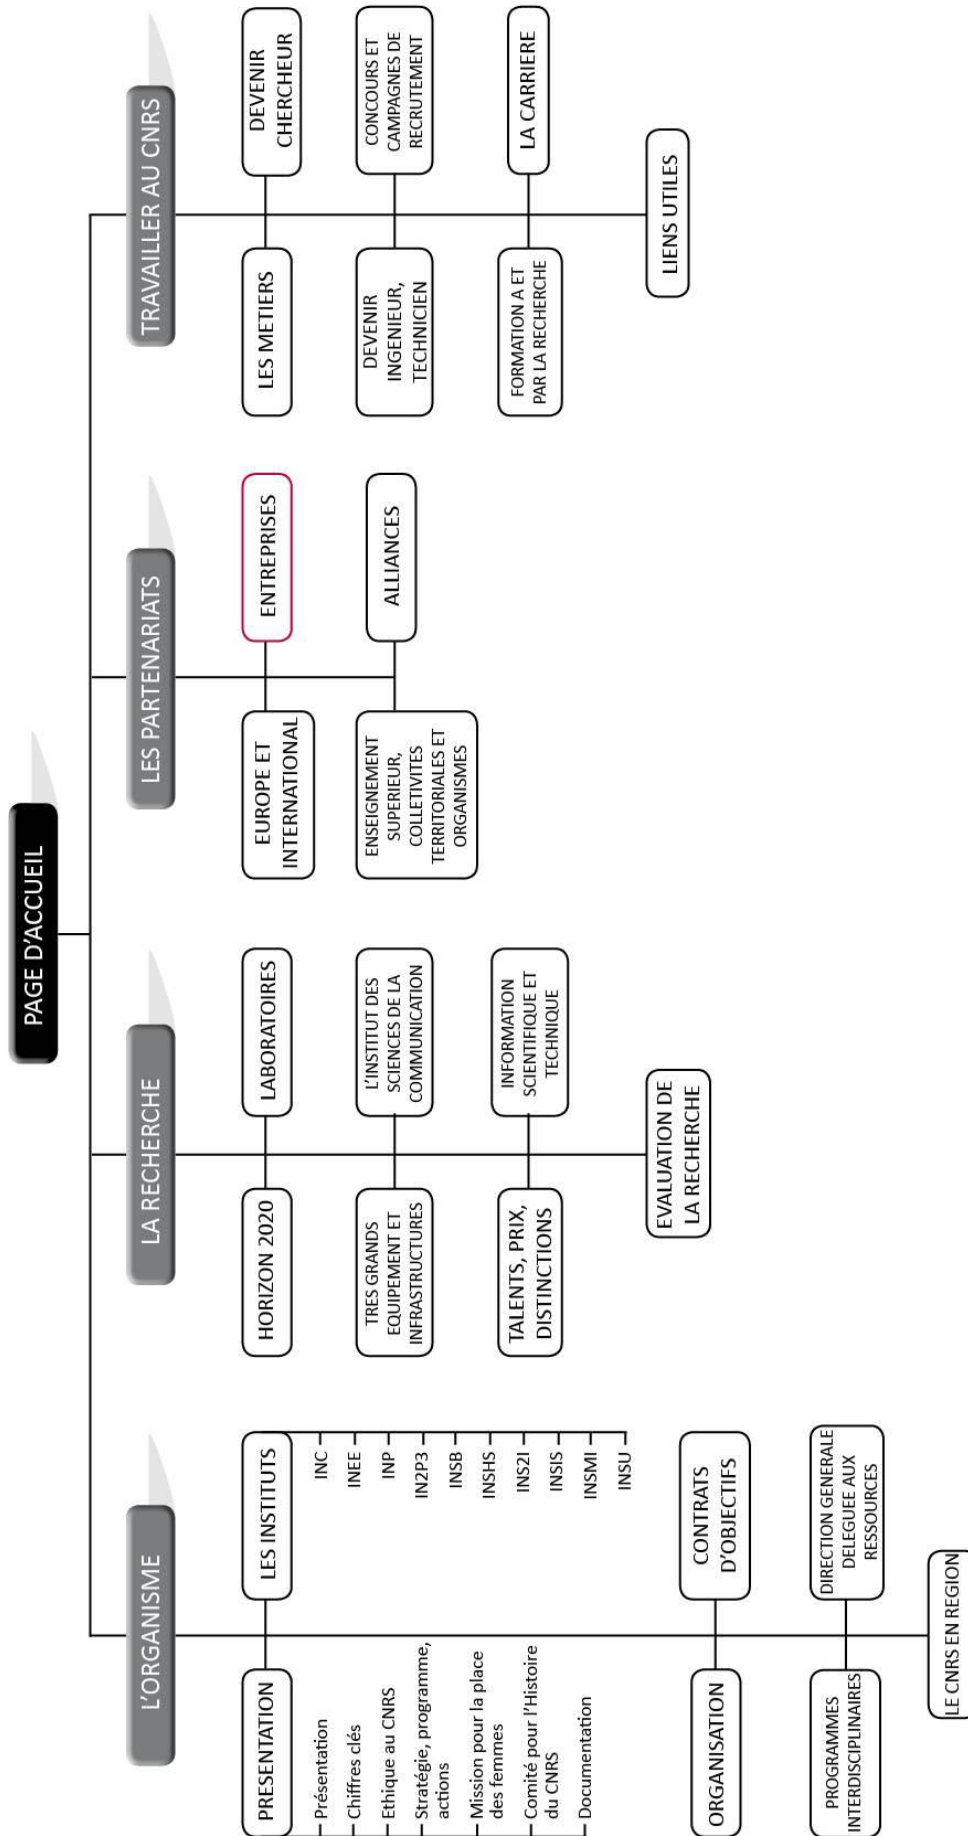 PAGE D'ACCUEIL
L'ORGANISME
PRESENTATION
Présentation
Chiffres clés
Ethique au CNRS
Stratégie, programme,
actions
Mission pour la place
des femmes
Comité pour l'Histoire
du CNRS
Documentation
LES INSTITUTS
INC
INEE
INP
IN2P3
INSB
INSHS
INS2I
INSIS
INSMI
INSU
ORGANISATION
CONTRATS
D'OBJECTIFS
PROGRAMMES
INTERDISCIPLINAIRES
DIRECTION GENERALE
DELEGUEE AUX
RESSOURCES
LE CNRS EN REGION
LA RECHERCHE
HORIZON 2020
LABORATOIRES
TRES GRANDS
EQUIPEMENT ET
INFRASTRUCTURES
L'INSTITUT DES
SCIENCES DE LA
COMMUNICATION
TALENTS, PRIX,
DISTINCTIONS
INFORMATION
SCIENTIFIQUE ET
TECHNIQUE
EVALUATION DE
LA RECHERCHE
LES PARTENARIATS
EUROPE ET
INTERNATIONAL
ENTREPRISES
ENSEIGNEMENT
SUPERIEUR,
COLLETIVITES
TERRITORIALES ET
ORGANISMES
ALLIANCES
TRAVAILLER AU CNRS
LES METIERS
DEVENIR
CHERCHEUR
DEVENIR
INGENIEUR,
TECHNICIEN
CONCOURS ET
CAMPAGNES DE
RECRUTEMENT
FORMATION A ET
PAR LA RECHERCHE
LA CARRIERE
LIENS UTILES